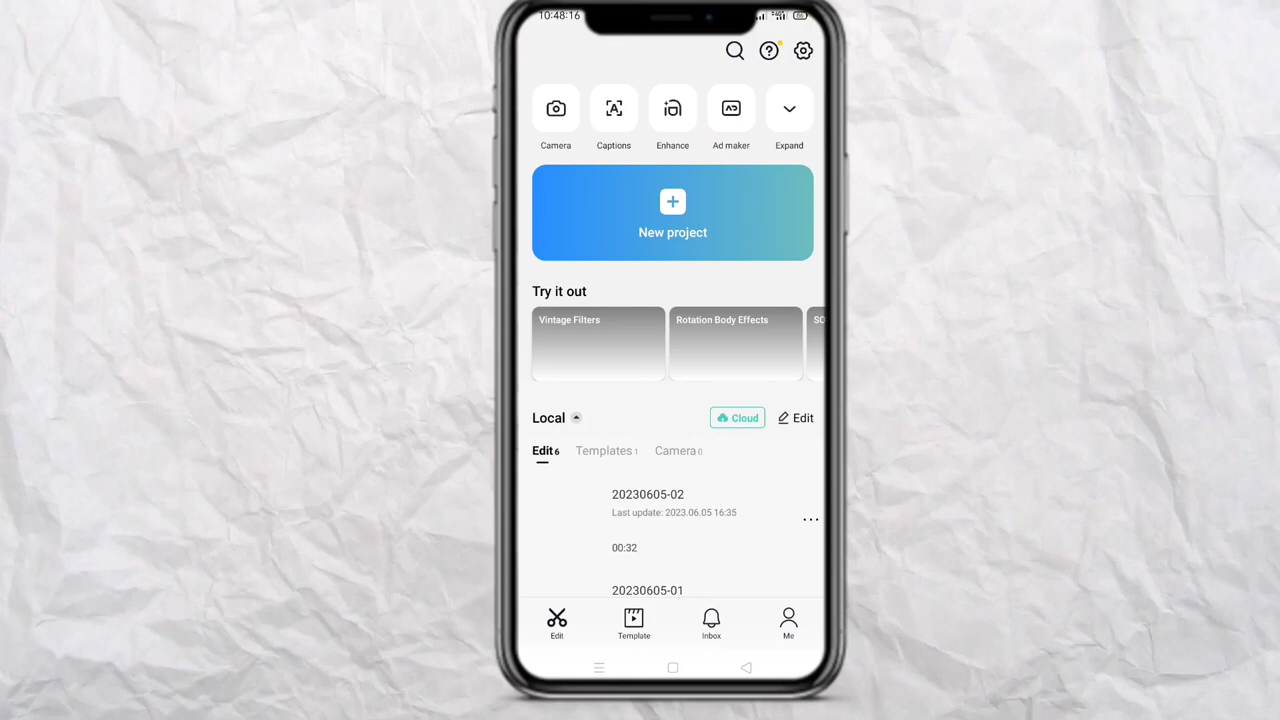 10:48:16
Camera Captions Enhance Ad maker Expand
New project
Try it out
Vintage Filters Rotation Body Effects SO
Local Cloud Edit
Edit 6 Templates 1 Camera 0
20230605-02
Last update: 2023.06.05 16:35
00:32
20230605-01
Edit Template Inbox Me